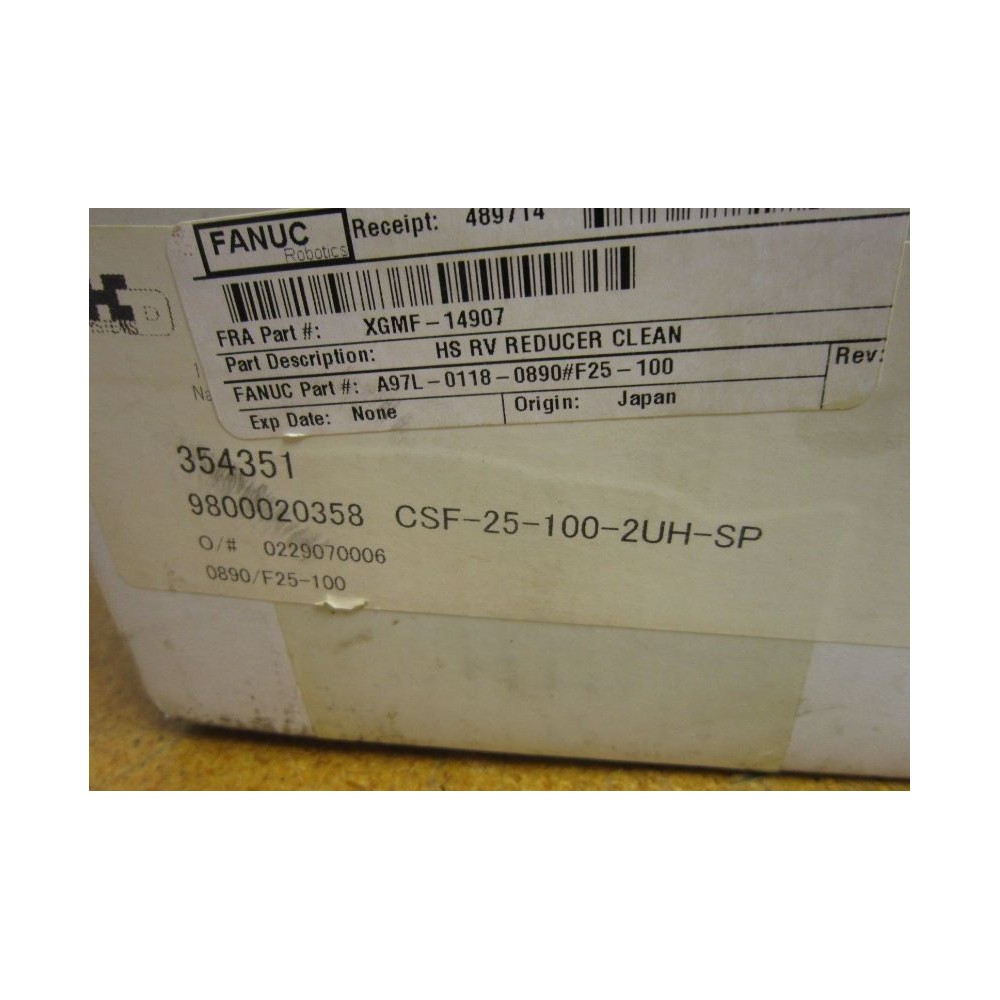 FANUC Robotics
Receipt: 489714
FRA Part #: XGMF-14907
Part Description: HS RV REDUCER CLEAN
FANUC Part #: A97L-0118-0890#F25-100
Rev:
Exp Date: None
Origin: Japan
354351
9800020358 CSF-25-100-2UH-SP
O/# 0229070006
0890/F25-100